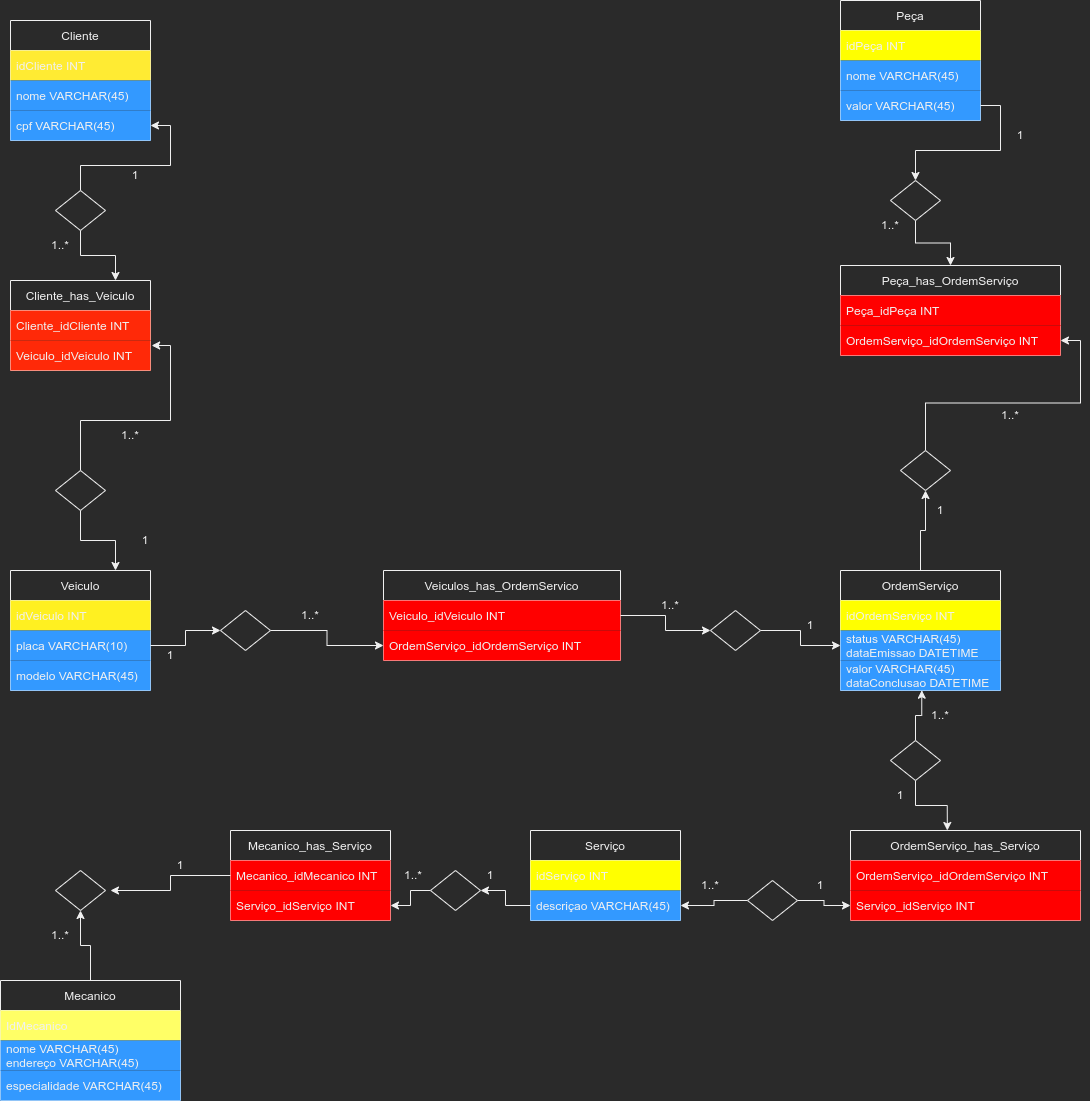 Cliente
idCliente INT
nome VARCHAR(45)
cpf VARCHAR(45)
1
1..*
Cliente_has_Veiculo
Cliente_idCliente INT
Veiculo_idVeiculo INT
1..*
1
Veiculo
idVeiculo INT
placa VARCHAR(10)
modelo VARCHAR(45)
1
1..*
Veiculos_has_OrdemServico
Veiculo_idVeiculo INT
OrdemServiço_idOrdemServiço INT
1..*
1
Peça
idPeça INT
nome VARCHAR(45)
valor VARCHAR(45)
1
1..*
Peça_has_OrdemServiço
Peça_idPeça INT
OrdemServiço_idOrdemServiço INT
1..*
1
OrdemServiço
idOrdemServiço INT
status VARCHAR(45)
dataEmissao DATETIME
valor VARCHAR(45)
dataConclusao DATETIME
1..*
1
OrdemServiço_has_Serviço
OrdemServiço_idOrdemServiço INT
Serviço_idServiço INT
1
1..*
Serviço
idServiço INT
descriçao VARCHAR(45)
1
1..*
Mecanico_has_Serviço
Mecanico_idMecanico INT
Serviço_idServiço INT
1
1..*
Mecanico
idMecanico
nome VARCHAR(45)
endereço VARCHAR(45)
especialidade VARCHAR(45)